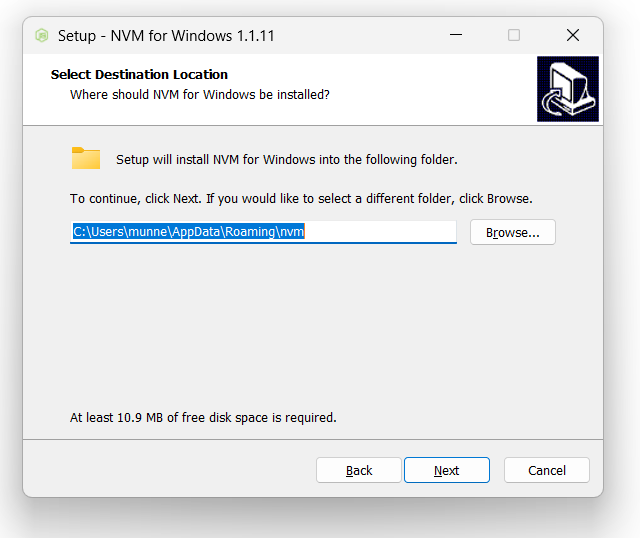 Setup - NVM for Windows 1.1.11
Select Destination Location
Where should NVM for Windows be installed?
Setup will install NVM for Windows into the following folder.
To continue, click Next. If you would like to select a different folder, click Browse.
C:\Users\munne\AppData\Roaming\nvm
Browse...
At least 10.9 MB of free disk space is required.
Back
Next
Cancel